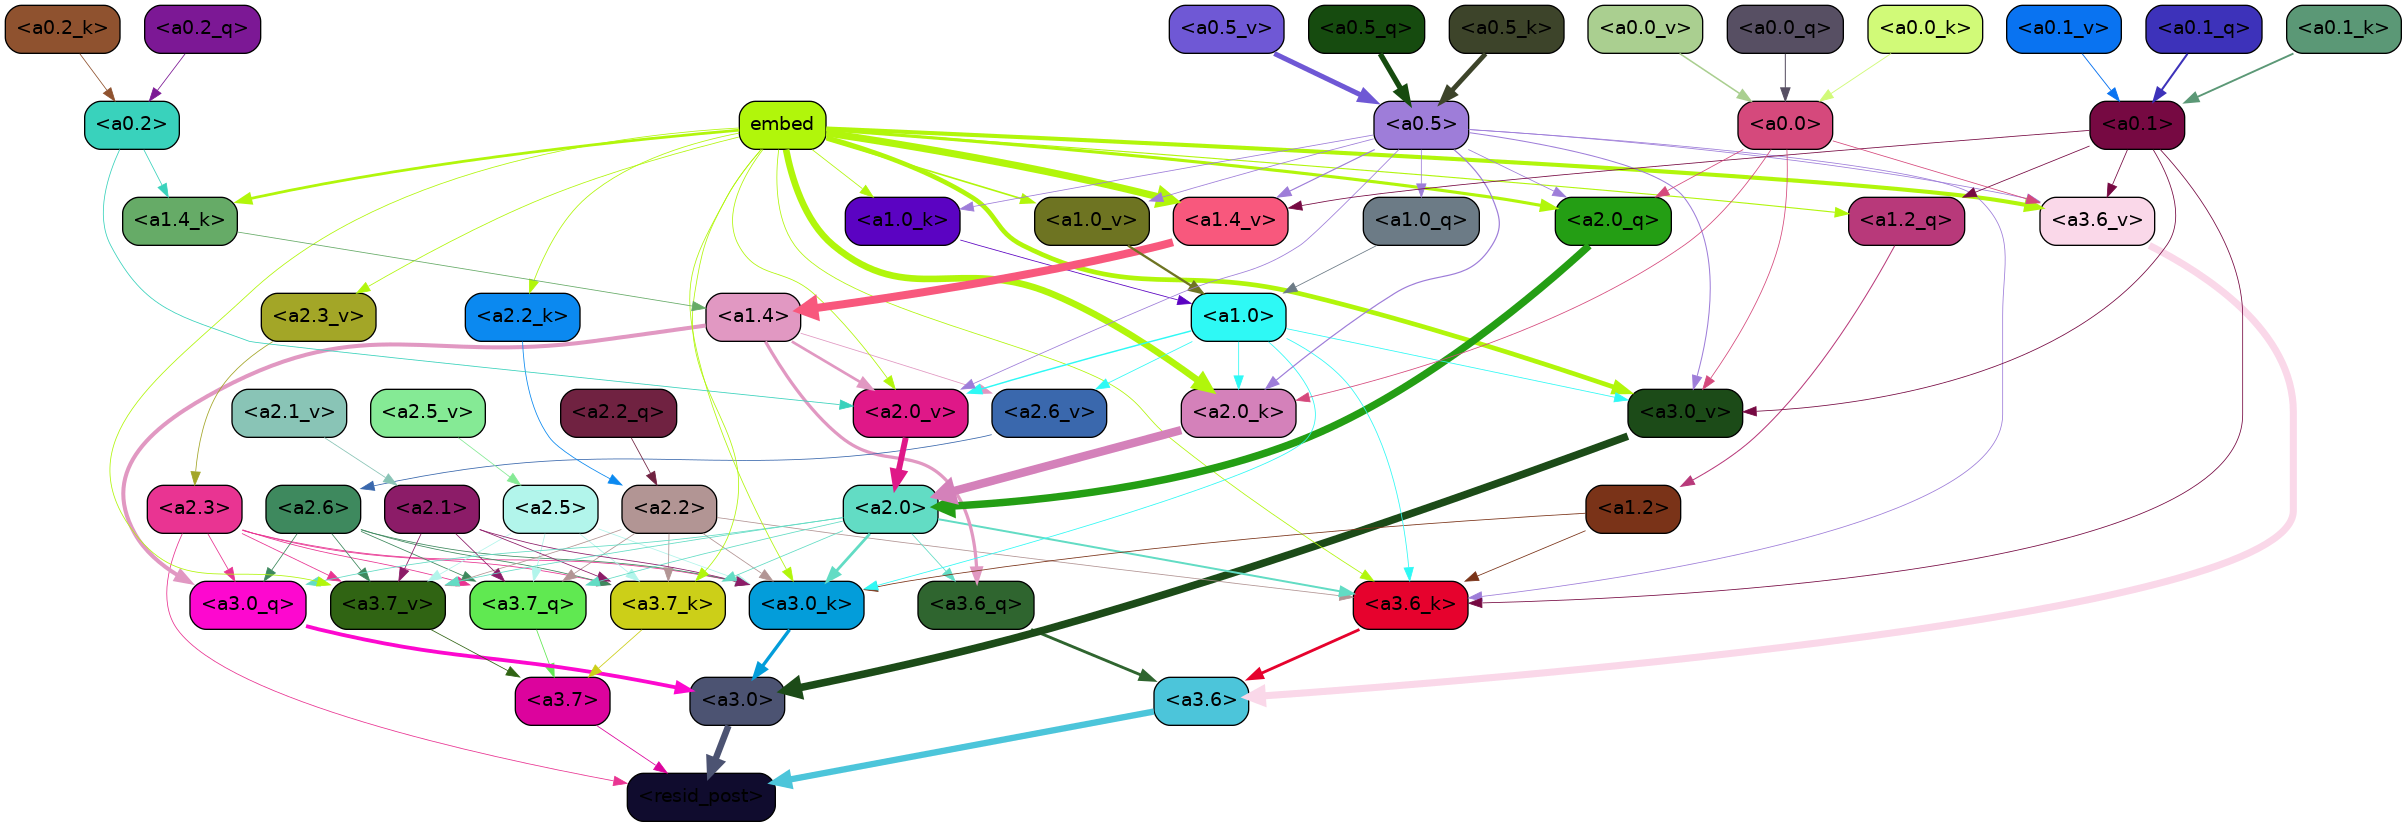 <a0.2_k> <a0.2_q> <a0.5_v> <a0.5_q> <a0.5_k> <a0.0_v> <a0.0_q> <a0.0_k> <a0.1_v> <a0.1_q> <a0.1_k>
<a0.2> embed <a0.5> <a0.0> <a0.1>
<a1.4_k> <a1.0_k> <a1.0_v> <a1.4_v> <a1.0_q> <a2.0_q> <a1.2_q> <a3.6_v>
<a2.3_v> <a2.2_k> <a1.4> <a1.0>
<a2.1_v> <a2.5_v> <a2.2_q> <a2.0_v> <a2.6_v> <a2.0_k> <a3.0_v>
<a2.3> <a2.6> <a2.1> <a2.5> <a2.2> <a2.0> <a1.2>
<a3.0_q> <a3.7_v> <a3.7_q> <a3.7_k> <a3.0_k> <a3.6_q> <a3.6_k>
<a3.7> <a3.0> <a3.6>
<resid_post>